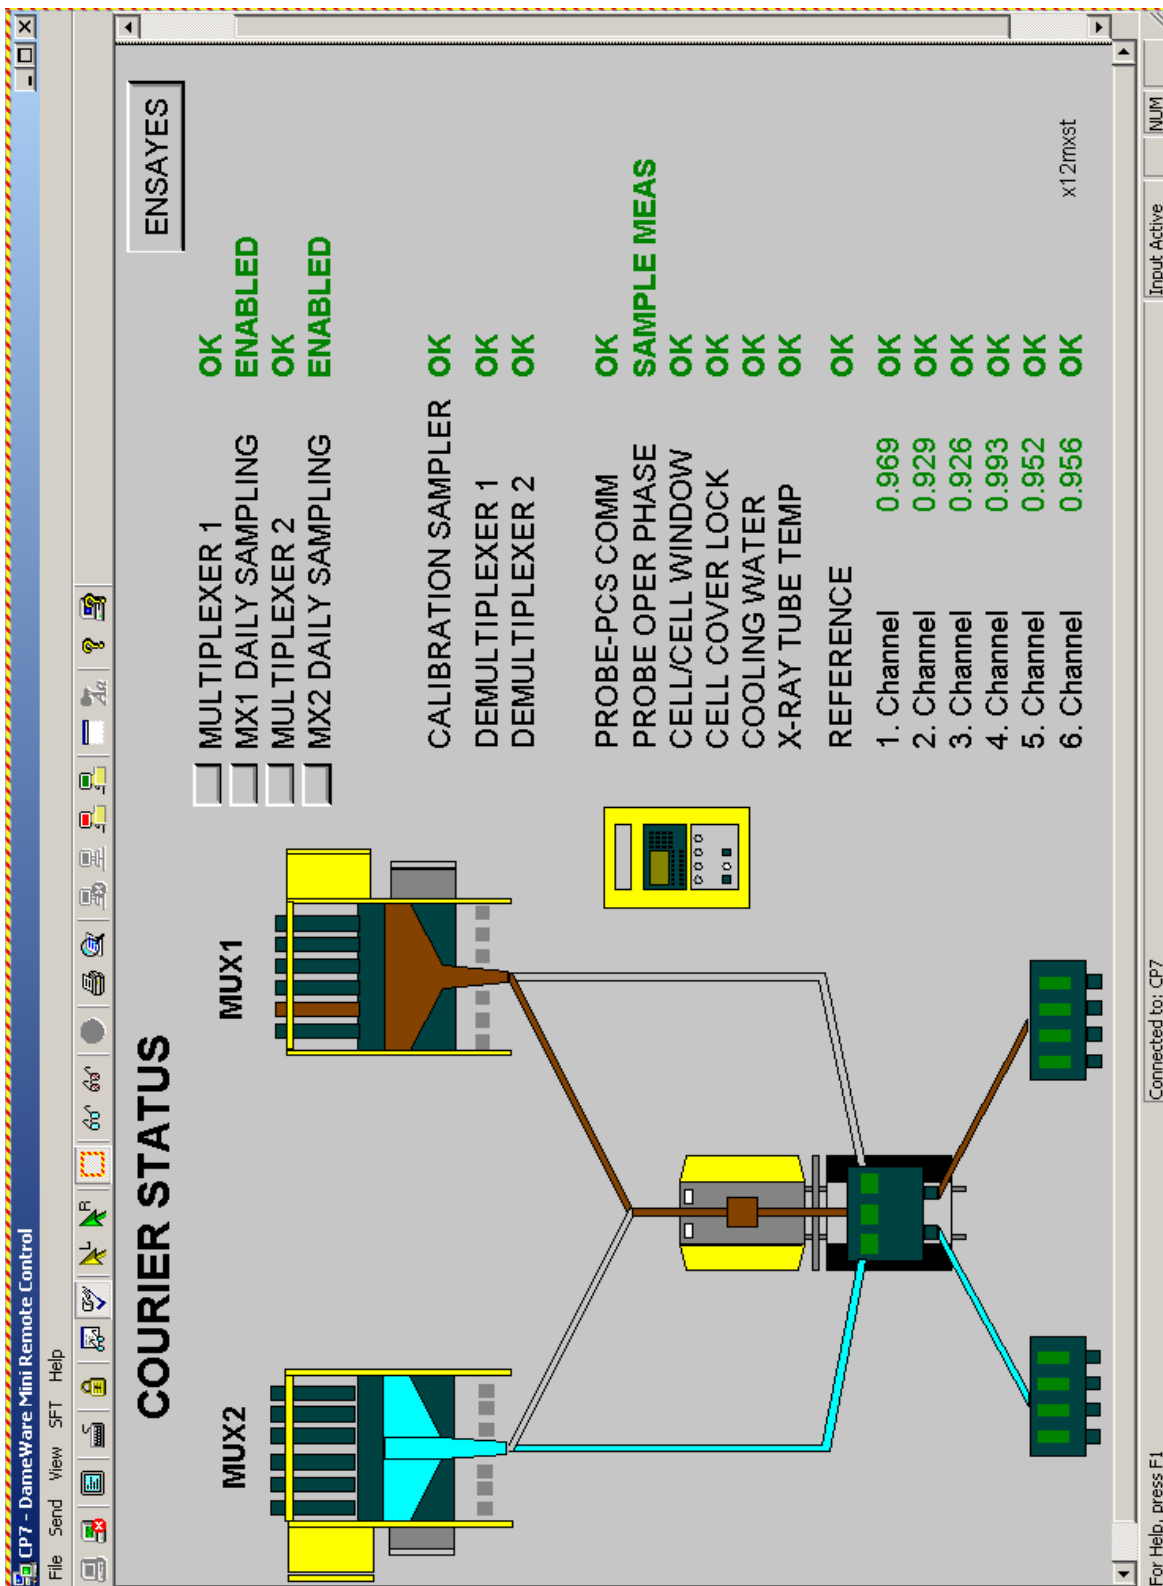 CP7 - DameWare Mini Remote Control
File Send View SFT Help
COURIER STATUS
ENSAYES
MUX2
MUX1
MULTIPLEXER 1 OK
MX1 DAILY SAMPLING ENABLED
MULTIPLEXER 2 OK
MX2 DAILY SAMPLING ENABLED
CALIBRATION SAMPLER OK
DEMULTIPLEXER 1 OK
DEMULTIPLEXER 2 OK
PROBE-PCS COMM OK
PROBE OPER PHASE SAMPLE MEAS
CELL/CELL WINDOW OK
CELL COVER LOCK OK
COOLING WATER OK
X-RAY TUBE TEMP OK
REFERENCE OK
1. Channel 0.969 OK
2. Channel 0.929 OK
3. Channel 0.926 OK
4. Channel 0.993 OK
5. Channel 0.952 OK
6. Channel 0.956 OK
x12mxst
For Help, press F1 Connected to: CP7 Input Active NUM